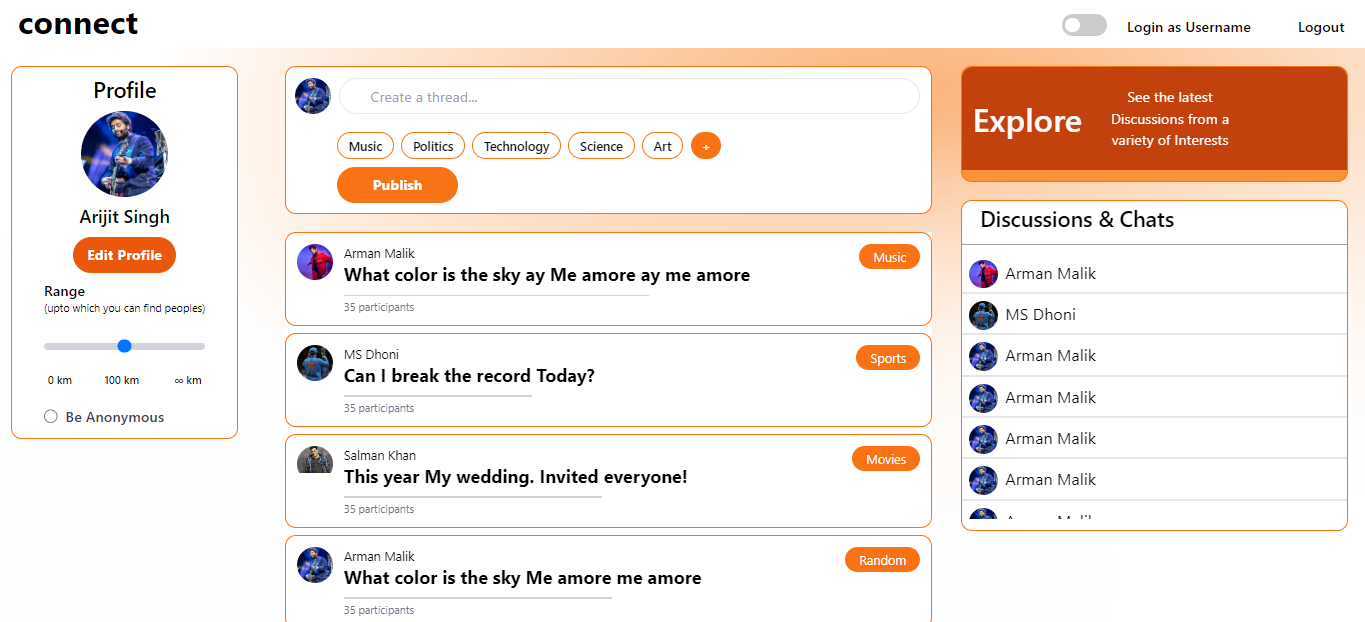 connect
Login as Username
Logout
Profile
Arijit Singh
Edit Profile
Range
(upto which you can find peoples)
0 km 100 km ∞ km
Be Anonymous
Create a thread...
Music Politics Technology Science Art +
Publish
Arman Malik
Music
What color is the sky ay Me amore ay me amore
35 participants
MS Dhoni
Sports
Can I break the record Today?
35 participants
Salman Khan
Movies
This year My wedding. Invited everyone!
35 participants
Arman Malik
Random
What color is the sky Me amore me amore
35 participants
Explore
See the latest
Discussions from a
variety of Interests
Discussions & Chats
Arman Malik
MS Dhoni
Arman Malik
Arman Malik
Arman Malik
Arman Malik